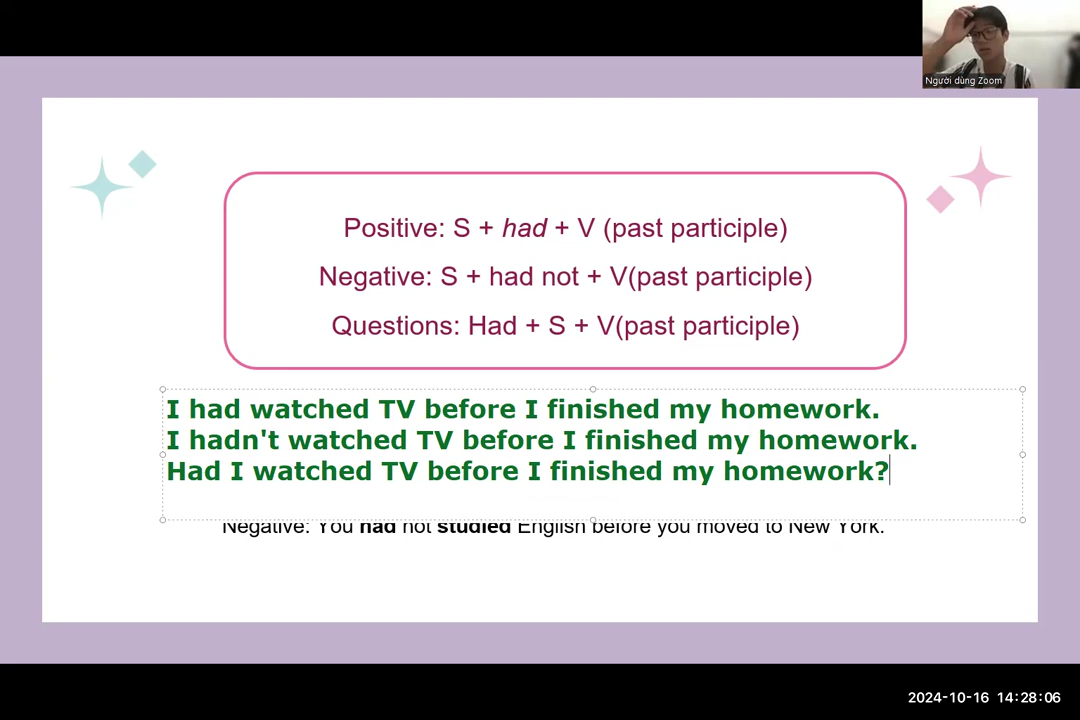 Người dùng Zoom
Positive: S + had + V (past participle)
Negative: S + had not + V(past participle)
Questions: Had + S + V(past participle)
I had watched TV before I finished my homework.
I hadn't watched TV before I finished my homework.
Had I watched TV before I finished my homework?
Negative: You had not studied English before you moved to New York.
2024-10-16 14:28:06